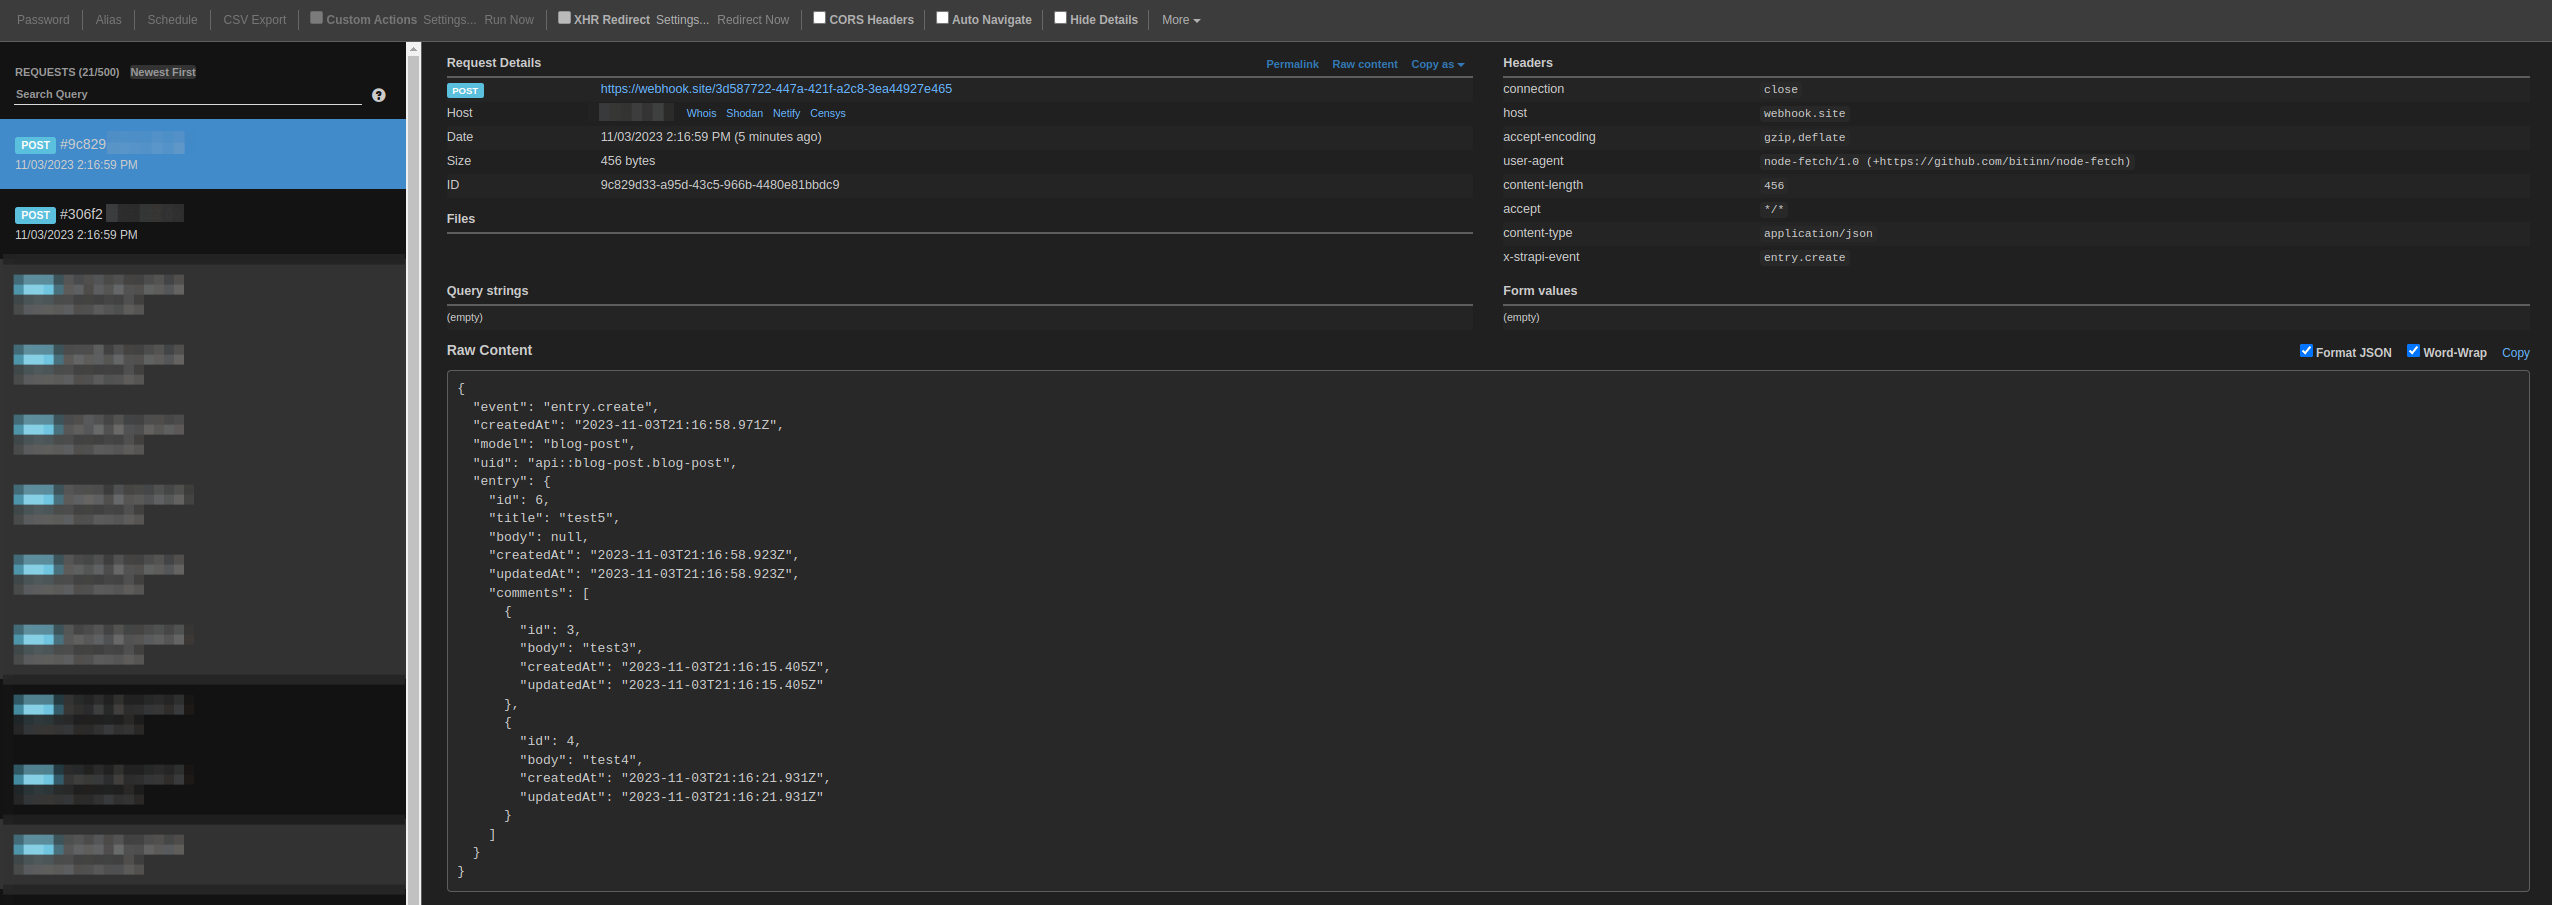 Password Alias Schedule CSV Export Custom Actions Settings... Run Now XHR Redirect Settings... Redirect Now CORS Headers Auto Navigate Hide Details More
REQUESTS (21/500) Newest First
Search Query
POST #9c829
11/03/2023 2:16:59 PM
POST #306f2
11/03/2023 2:16:59 PM
Request Details Permalink Raw content Copy as
POST https://webhook.site/3d587722-447a-421f-a2c8-3ea44927e465
Host Whois Shodan Netify Censys
Date 11/03/2023 2:16:59 PM (5 minutes ago)
Size 456 bytes
ID 9c829d33-a95d-43c5-966b-4480e81bbdc9
Files
Headers
connection close
host webhook.site
accept-encoding gzip,deflate
user-agent node-fetch/1.0 (+https://github.com/bitinn/node-fetch)
content-length 456
accept */*
content-type application/json
x-strapi-event entry.create
Query strings
(empty)
Form values
(empty)
Raw Content Format JSON Word-Wrap Copy
{
  "event": "entry.create",
  "createdAt": "2023-11-03T21:16:58.971Z",
  "model": "blog-post",
  "uid": "api::blog-post.blog-post",
  "entry": {
    "id": 6,
    "title": "test5",
    "body": null,
    "createdAt": "2023-11-03T21:16:58.923Z",
    "updatedAt": "2023-11-03T21:16:58.923Z",
    "comments": [
      {
        "id": 3,
        "body": "test3",
        "createdAt": "2023-11-03T21:16:15.405Z",
        "updatedAt": "2023-11-03T21:16:15.405Z"
      },
      {
        "id": 4,
        "body": "test4",
        "createdAt": "2023-11-03T21:16:21.931Z",
        "updatedAt": "2023-11-03T21:16:21.931Z"
      }
    ]
  }
}